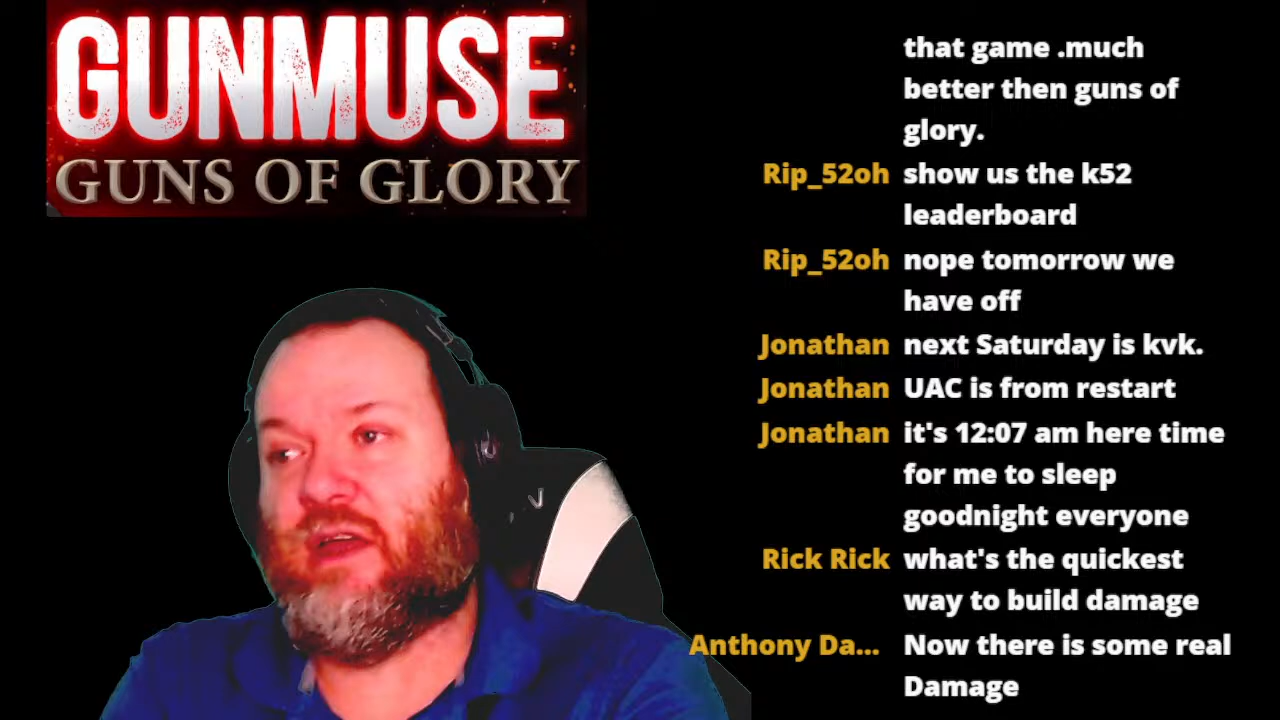 GUNMUSE
GUNS OF GLORY
that game .much
better then guns of
glory.
Rip_52oh show us the k52
leaderboard
Rip_52oh nope tomorrow we
have off
Jonathan next Saturday is kvk.
Jonathan UAC is from restart
Jonathan it's 12:07 am here time
for me to sleep
goodnight everyone
Rick Rick what's the quickest
way to build damage
Anthony Da... Now there is some real
Damage